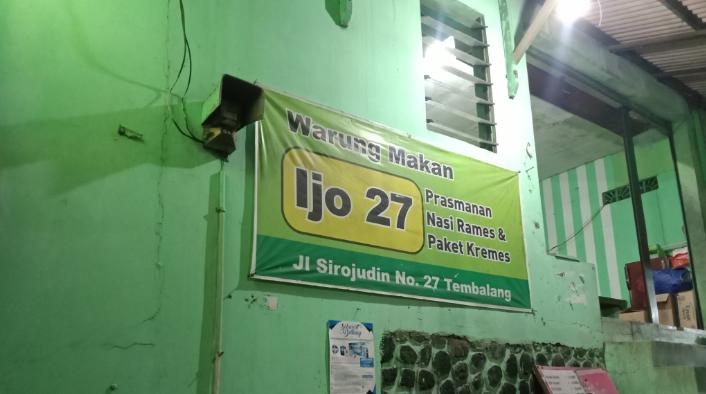 Warung Makan
Ijo 27
Prasmanan
Nasi Rames &
Paket Kremes
Jl Sirojudin No. 27 Tembalang